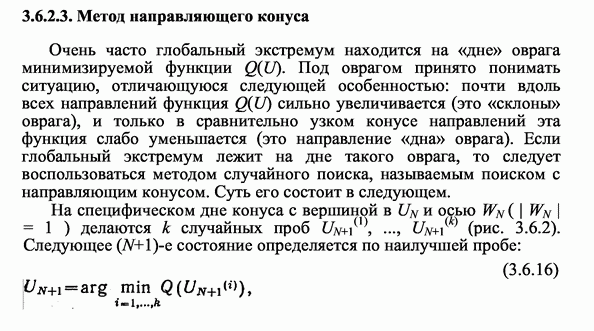 3.6.2.3. Метод направляющего конуса
Очень часто глобальный экстремум находится на «дне» оврага
минимизируемой функции Q(U). Под оврагом принято понимать
ситуацию, отличающуюся следующей особенностью: почти вдоль
всех направлений функция Q(U) сильно увеличивается (это «склоны»
оврага), и только в сравнительно узком конусе направлений эта
функция слабо уменьшается (это направление «дна» оврага). Если
глобальный экстремум лежит на дне такого оврага, то следует
воспользоваться методом случайного поиска, называемым поиском с
направляющим конусом. Суть его состоит в следующем.
На специфическом дне конуса с вершиной в U_N и осью W_N ( | W_N |
= 1 ) делаются k случайных проб U_{N+1}^{(1)}, ..., U_{N+1}^{(k)} (рис. 3.6.2).
Следующее (N+1)-е состояние определяется по наилучшей пробе:
(3.6.16)
U_{N+1}=arg min_{i=1,...,k} Q(U_{N+1}^{(i)}),